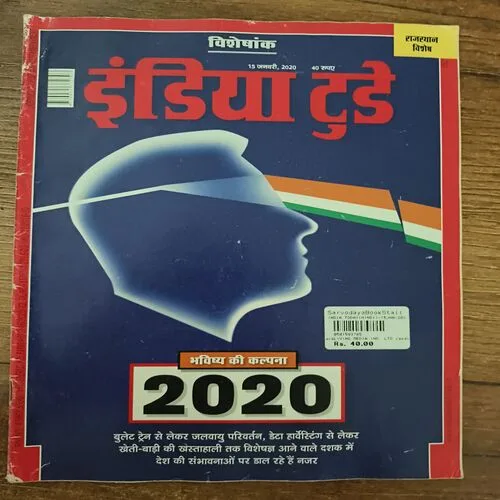 विशेषांक
राजस्थान
विशेष
15 जनवरी, 2020 40 रुपए
इंडिया टुडे
SarvodayaBookStall
Rs. 40.00
भविष्य की कल्पना
2020
बुलेट ट्रेन से लेकर जलवायु परिवर्तन, डेटा हार्वेस्टिंग से लेकर
खेती-बाड़ी की खस्ताहाली तक विशेषज्ञ आने वाले दशक में
देश की संभावनाओं पर डाल रहे हैं नजर